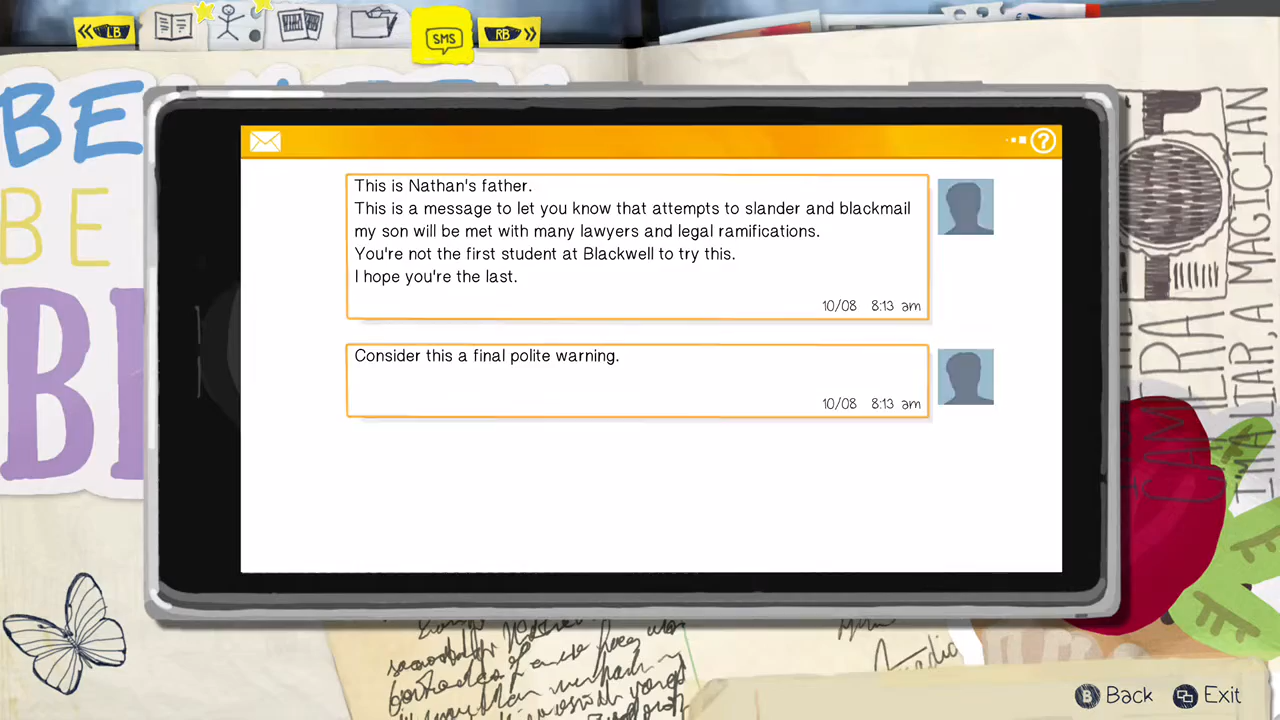 LB
SMS
RB
BE
BE
This is Nathan's father.
This is a message to let you know that attempts to slander and blackmail
my son will be met with many lawyers and legal ramifications.
You're not the first student at Blackwell to try this.
I hope you're the last.
10/08 8:13 am
Consider this a final polite warning.
10/08 8:13 am
?
CAMERA
I'M A LIAR, A MAGICIAN
B Back
Exit